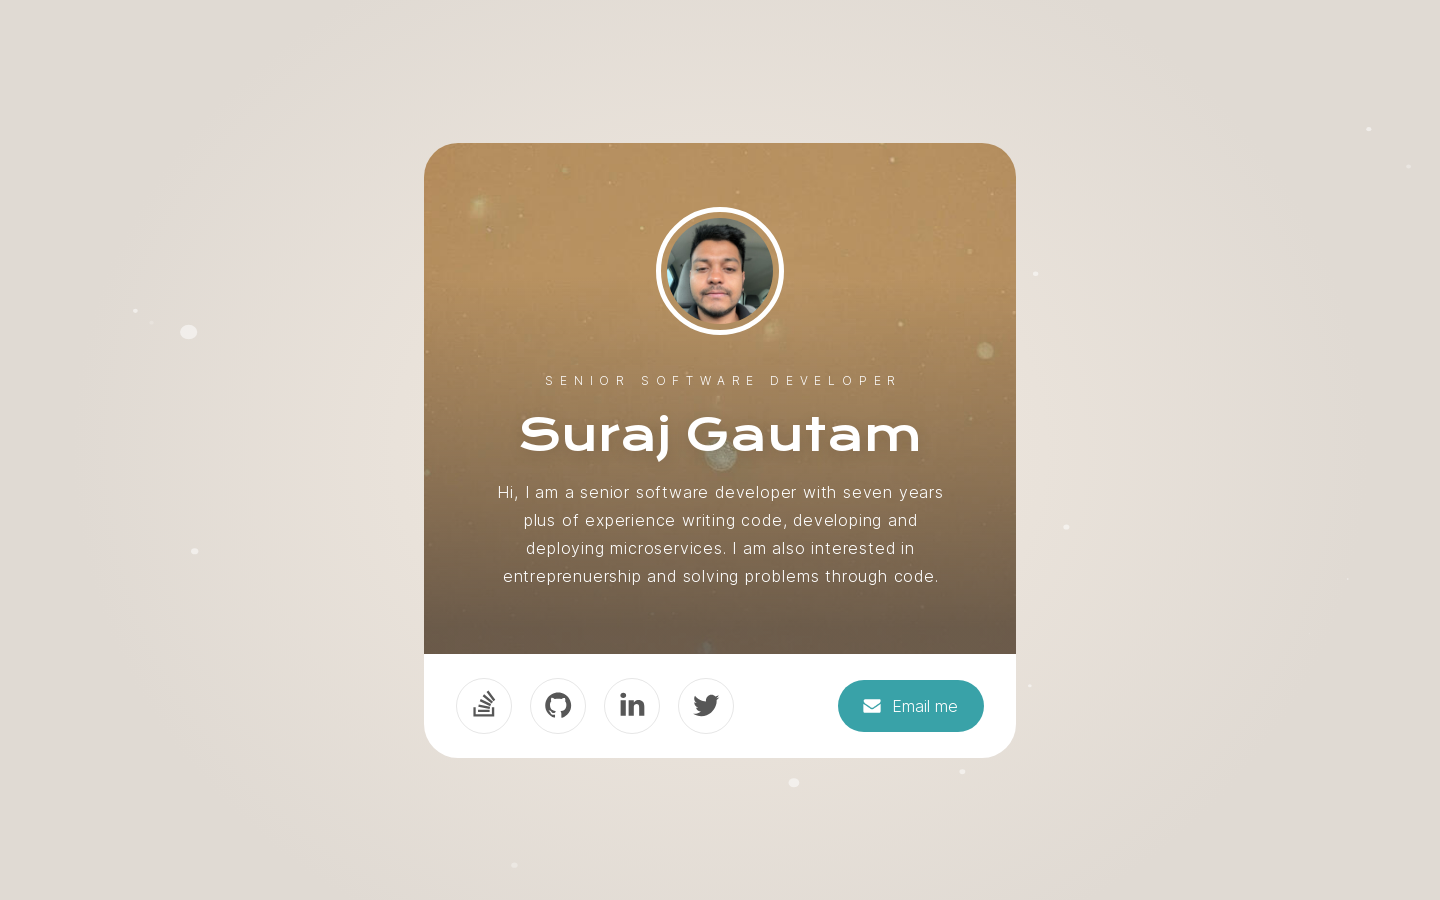 SENIOR SOFTWARE DEVELOPER
Suraj Gautam
Hi, I am a senior software developer with seven years
plus of experience writing code, developing and
deploying microservices. I am also interested in
entreprenuership and solving problems through code.
Email me